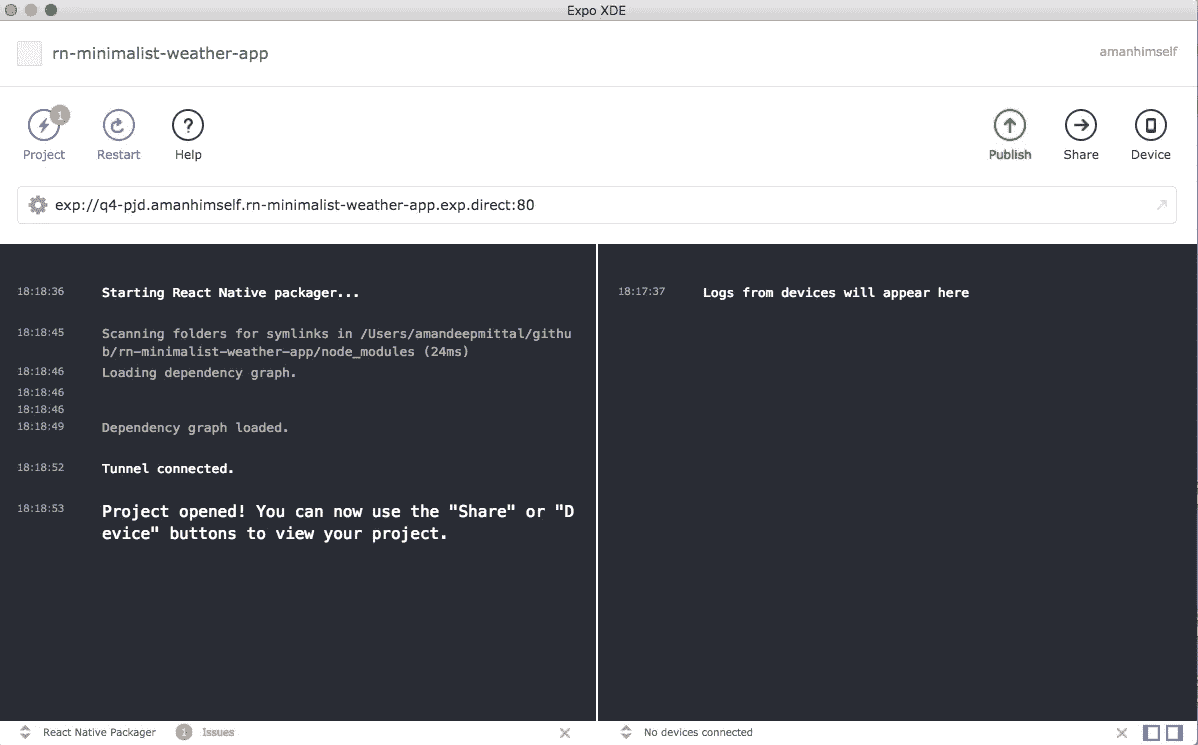 Expo XDE
rn-minimalist-weather-app
amanhimself
1
Project
Restart
?
Help
Publish
Share
Device
exp://q4-pjd.amanhimself.rn-minimalist-weather-app.exp.direct:80
18:18:36 Starting React Native packager...
18:18:45 Scanning folders for symlinks in /Users/amandeepmittal/githu
b/rn-minimalist-weather-app/node_modules (24ms)
18:18:46 Loading dependency graph.
18:18:46
18:18:46
18:18:49 Dependency graph loaded.
18:18:52 Tunnel connected.
18:18:53 Project opened! You can now use the "Share" or "D
evice" buttons to view your project.
18:17:37 Logs from devices will appear here
React Native Packager
1 Issues
No devices connected